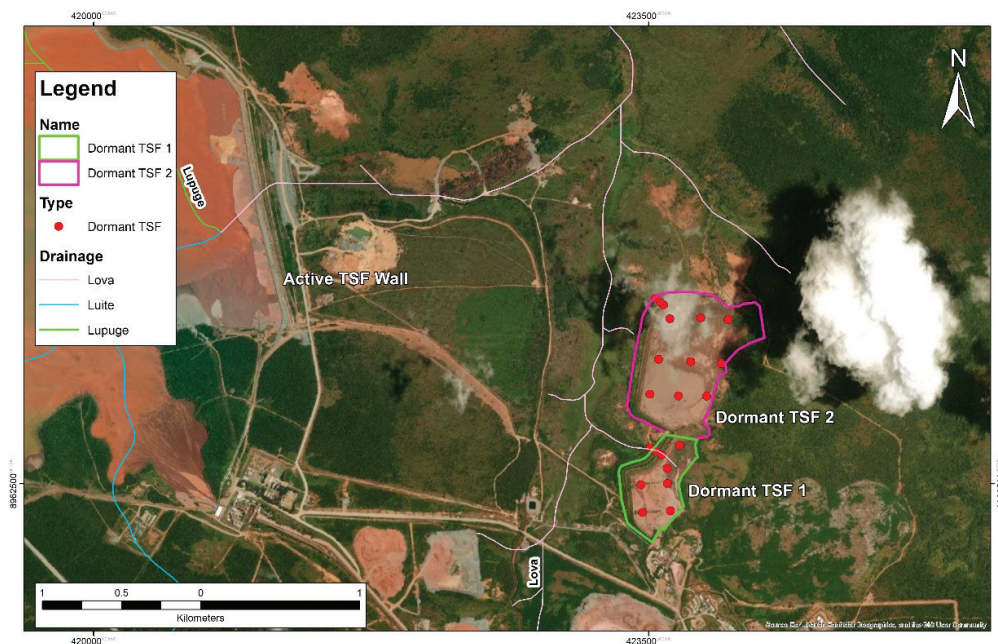 420000
423500
N
Legend
Name
Dormant TSF 1
Dormant TSF 2
Type
Dormant TSF
Drainage
Lova
Luite
Lupuge
Lupuge
Active TSF Wall
Dormant TSF 2
Dormant TSF 1
Lova
8962500
1 0.5 0 1
Kilometers
420000
423500